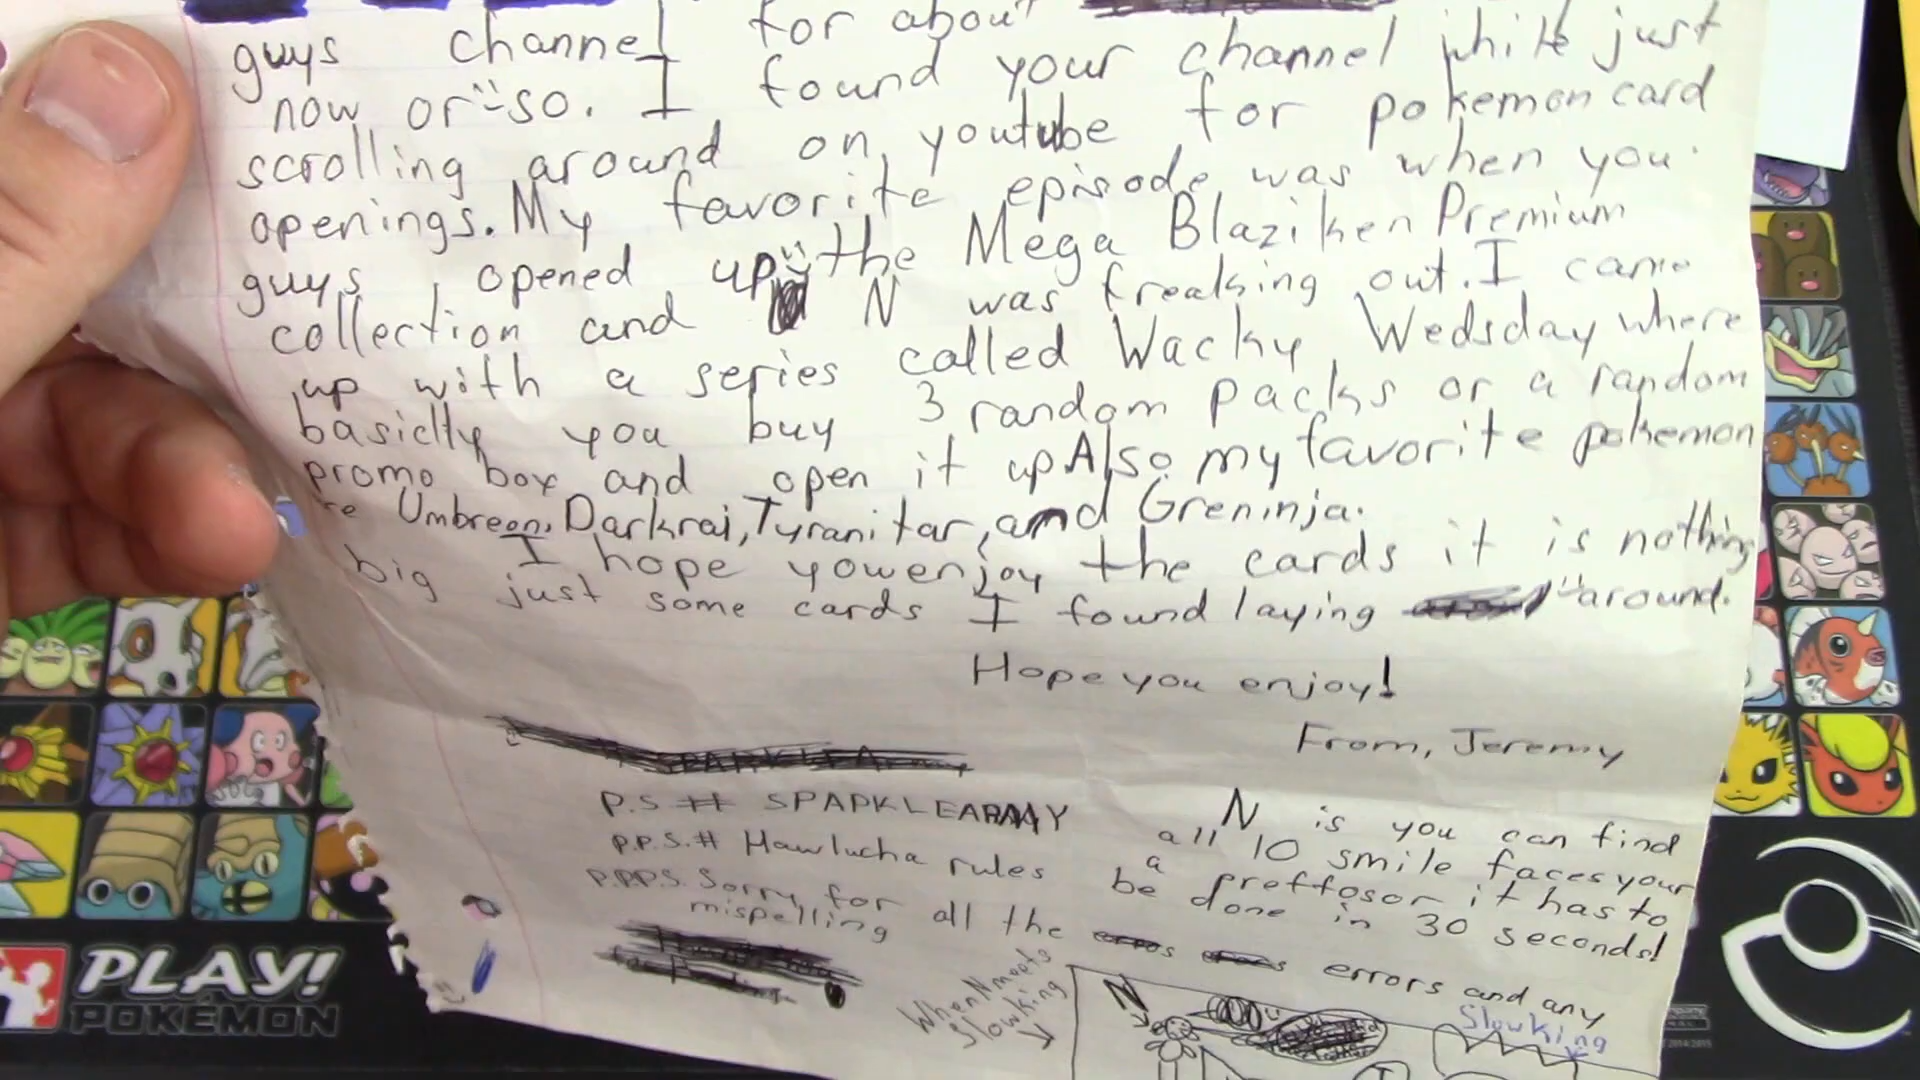 guys channel for about
now or so. I found your channel while just
scrolling around on youtube for pokemon card
openings. My favorite episode was when you
guys opened up the Mega Blaziken Premium
collection and N was freaking out. I came
up with a series called Wacky Wedsday where
basiclly you buy 3 random packs or a random
promo box and open it up Also my favorite pokemon
re Umbreon, Darkrai, Tyranitar, and Greninja.
I hope you enjoy the cards it is nothing
big just some cards I found laying around.
Hope you enjoy!
From, Jeremy
P.S # SPARKLEARMY
P.P.S. # Hawlucha rules
P.P.P.S. Sorry for all the errors and any
mispelling
N is you can find
all 10 smile faces your
a proffosor it has to
be done in 30 seconds!
When N meets
Slowking
N
Slowking
PLAY!
POKÉMON
2014/2015